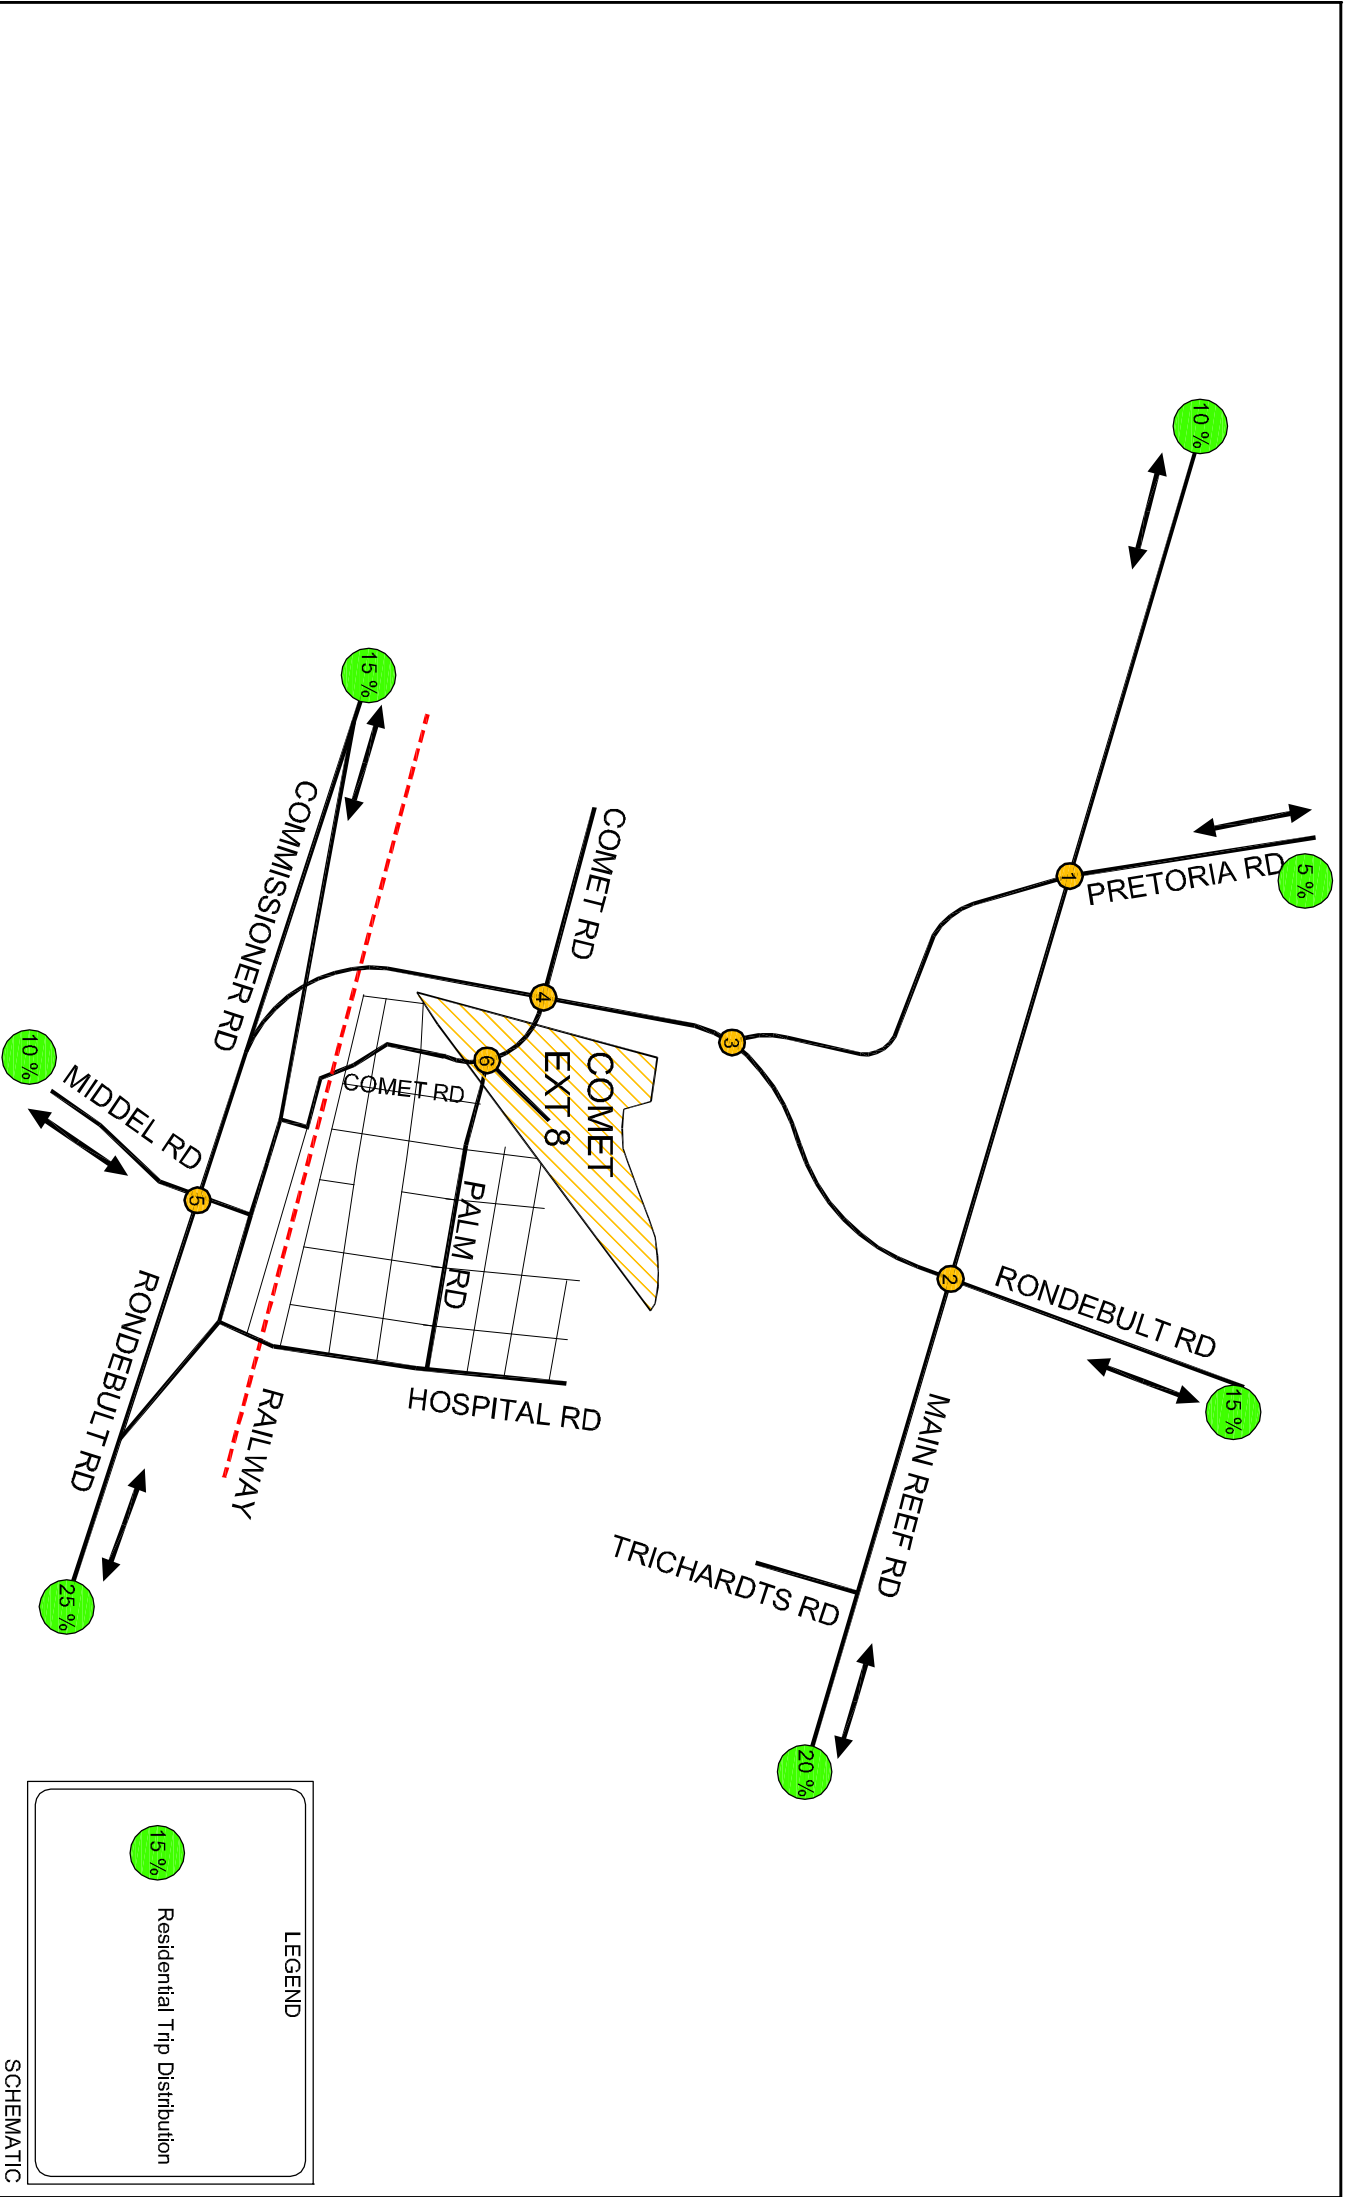 10 %
5 %
PRETORIA RD
1
15 %
RONDEBULT RD
2
MAIN REEF RD
TRICHARDTS RD
20 %
3
COMET RD
4
COMET
EXT 8
6
COMET RD
PALM RD
HOSPITAL RD
15 %
COMMISSIONER RD
RAILWAY
10 %
MIDDEL RD
5
RONDEBULT RD
25 %
LEGEND
15 %
Residential Trip Distribution
SCHEMATIC